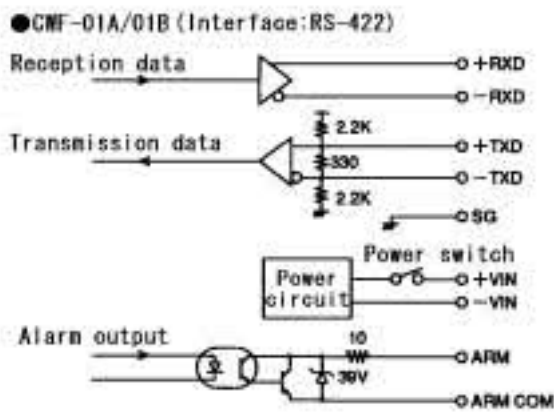 ●CMF-01A/01B (Interface:RS-422)
Reception data
+RXD
−RXD
2.2K
Transmission data
+TXD
330
−TXD
2.2K
SG
Power switch
Power circuit
+VIN
−VIN
Alarm output
10
ARM
39V
ARM COM